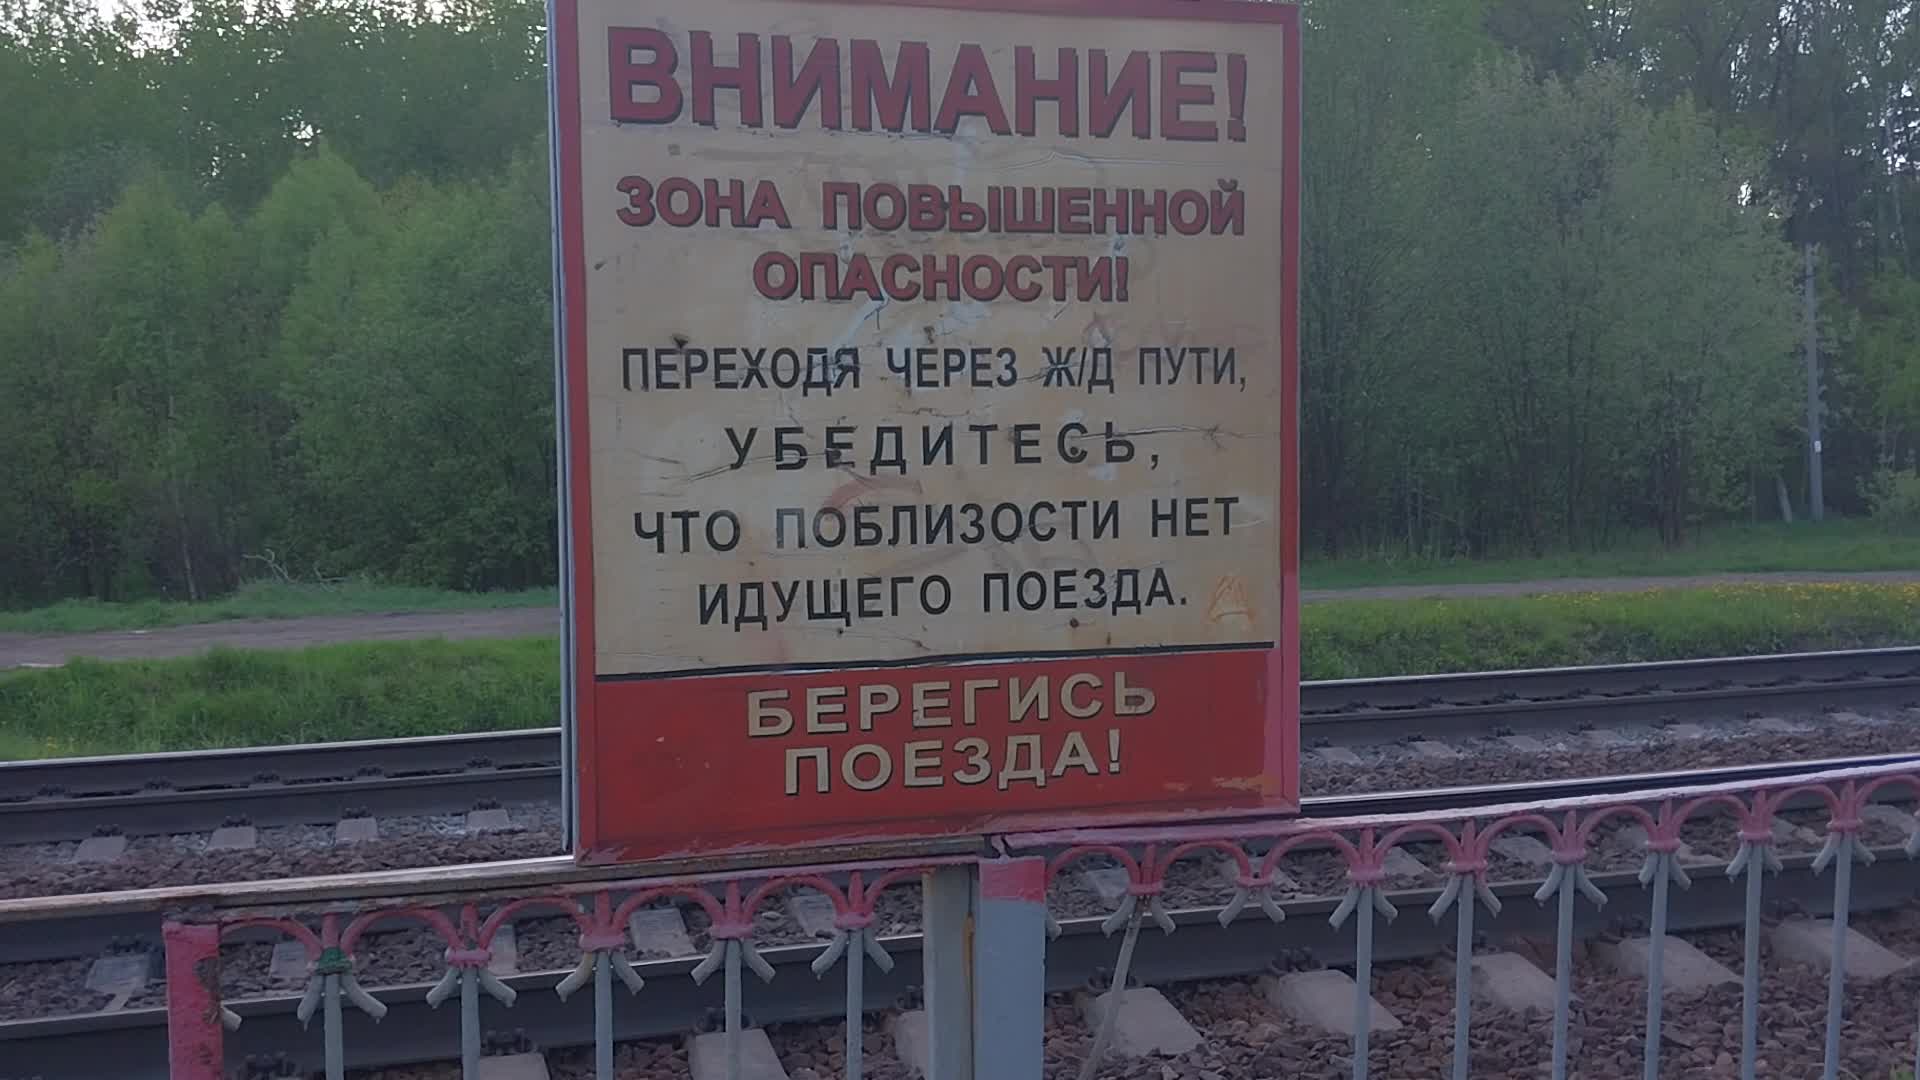 ВНИМАНИЕ!
ЗОНА ПОВЫШЕННОЙ
ОПАСНОСТИ!
ПЕРЕХОДЯ ЧЕРЕЗ Ж/Д ПУТИ,
УБЕДИТЕСЬ,
ЧТО ПОБЛИЗОСТИ НЕТ
ИДУЩЕГО ПОЕЗДА.
БЕРЕГИСЬ
ПОЕЗДА!